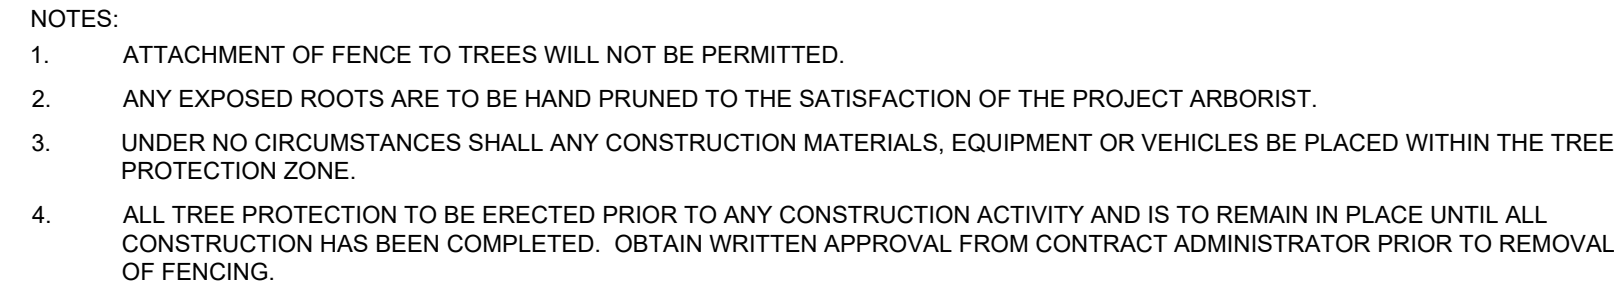 NOTES:
1. ATTACHMENT OF FENCE TO TREES WILL NOT BE PERMITTED.
2. ANY EXPOSED ROOTS ARE TO BE HAND PRUNED TO THE SATISFACTION OF THE PROJECT ARBORIST.
3. UNDER NO CIRCUMSTANCES SHALL ANY CONSTRUCTION MATERIALS, EQUIPMENT OR VEHICLES BE PLACED WITHIN THE TREE
PROTECTION ZONE.
4. ALL TREE PROTECTION TO BE ERECTED PRIOR TO ANY CONSTRUCTION ACTIVITY AND IS TO REMAIN IN PLACE UNTIL ALL
CONSTRUCTION HAS BEEN COMPLETED. OBTAIN WRITTEN APPROVAL FROM CONTRACT ADMINISTRATOR PRIOR TO REMOVAL
OF FENCING.